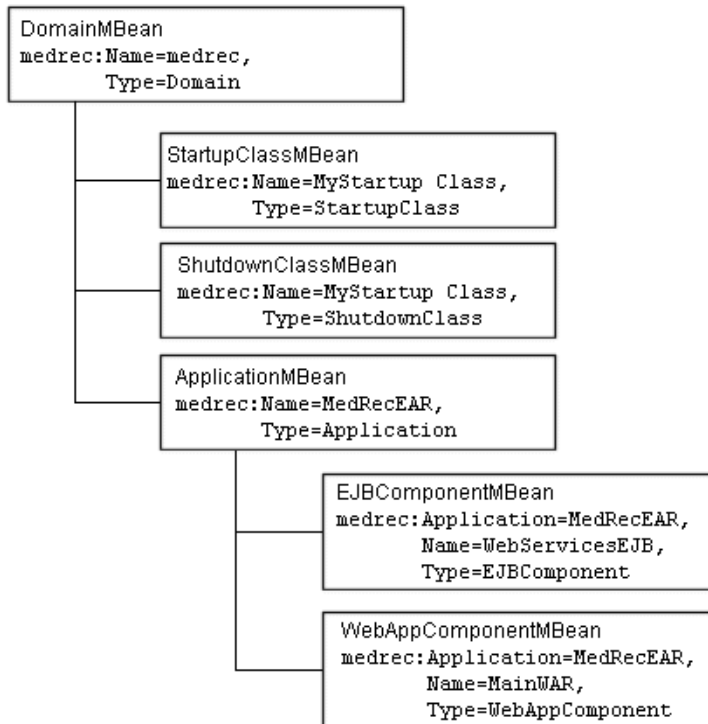 DomainMBean
medrec:Name=medrec,
Type=Domain
StartupClassMBean
medrec:Name=MyStartup Class,
Type=StartupClass
ShutdownClassMBean
medrec:Name=MyStartup Class,
Type=ShutdownClass
ApplicationMBean
medrec:Name=MedRecEAR,
Type=Application
EJBComponentMBean
medrec:Application=MedRecEAR,
Name=WebServicesEJB,
Type=EJBComponent
WebAppComponentMBean
medrec:Application=MedRecEAR,
Name=MainWAR,
Type=WebAppComponent